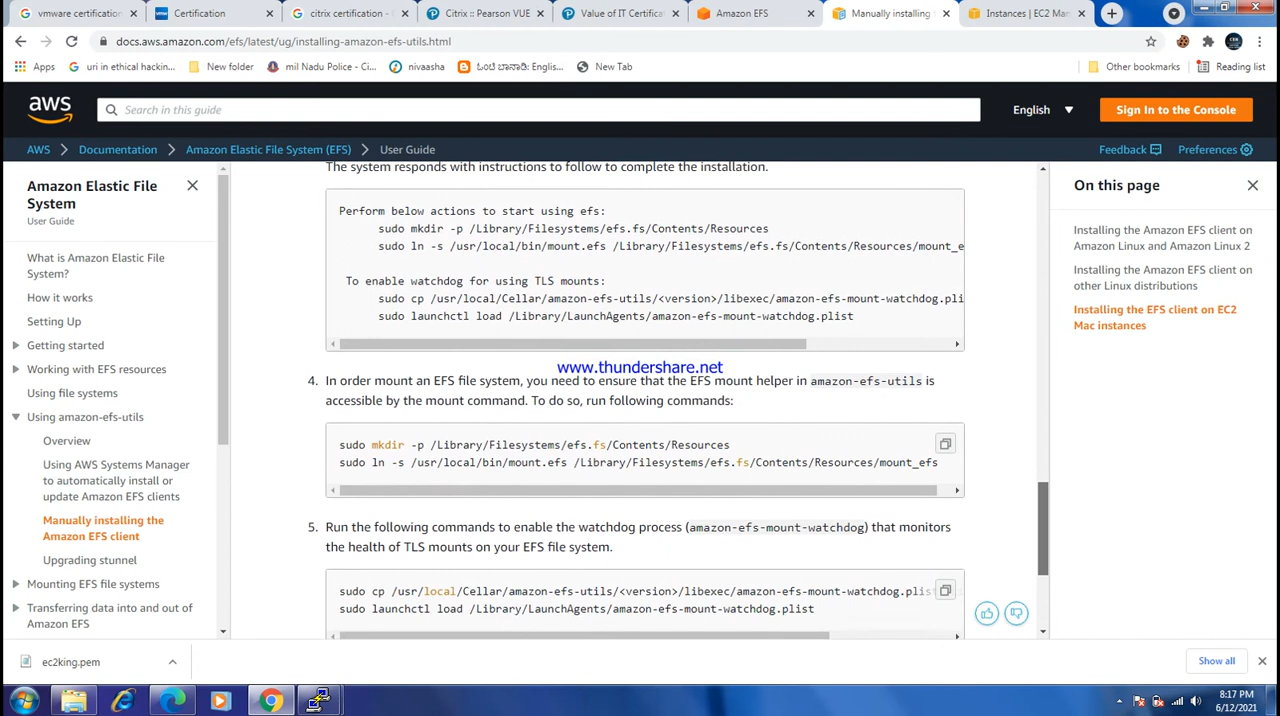 vmware certification
Certification
citrix certification -
Citrix :: Pearson VUE
Value of IT Certifica
Amazon EFS
Manually installing
Instances | EC2 Man
docs.aws.amazon.com/efs/latest/ug/installing-amazon-efs-utils.html
Apps
uri in ethical hackin...
New folder
mil Nadu Police - Ci...
nivaasha
ಓಂಟಿ ಬಾಡಾನಿ: Englis...
New Tab
Other bookmarks
Reading list
aws
Search in this guide
English
Sign In to the Console
AWS
Documentation
Amazon Elastic File System (EFS)
User Guide
Feedback
Preferences
Amazon Elastic File
System
User Guide
What is Amazon Elastic File
System?
How it works
Setting Up
Getting started
Working with EFS resources
Using file systems
Using amazon-efs-utils
Overview
Using AWS Systems Manager
to automatically install or
update Amazon EFS clients
Manually installing the
Amazon EFS client
Upgrading stunnel
Mounting EFS file systems
Transferring data into and out of
Amazon EFS
The system responds with instructions to follow to complete the installation.
Perform below actions to start using efs:
sudo mkdir -p /Library/Filesystems/efs.fs/Contents/Resources
sudo ln -s /usr/local/bin/mount.efs /Library/Filesystems/efs.fs/Contents/Resources/mount_e
To enable watchdog for using TLS mounts:
sudo cp /usr/local/Cellar/amazon-efs-utils/<version>/libexec/amazon-efs-mount-watchdog.pli
sudo launchctl load /Library/LaunchAgents/amazon-efs-mount-watchdog.plist
www.thundershare.net
4. In order mount an EFS file system, you need to ensure that the EFS mount helper in amazon-efs-utils is
accessible by the mount command. To do so, run following commands:
sudo mkdir -p /Library/Filesystems/efs.fs/Contents/Resources
sudo ln -s /usr/local/bin/mount.efs /Library/Filesystems/efs.fs/Contents/Resources/mount_efs
5. Run the following commands to enable the watchdog process (amazon-efs-mount-watchdog) that monitors
the health of TLS mounts on your EFS file system.
sudo cp /usr/local/Cellar/amazon-efs-utils/<version>/libexec/amazon-efs-mount-watchdog.plis
sudo launchctl load /Library/LaunchAgents/amazon-efs-mount-watchdog.plist
On this page
Installing the Amazon EFS client on
Amazon Linux and Amazon Linux 2
Installing the Amazon EFS client on
other Linux distributions
Installing the EFS client on EC2
Mac instances
ec2king.pem
Show all
8:17 PM
6/12/2021